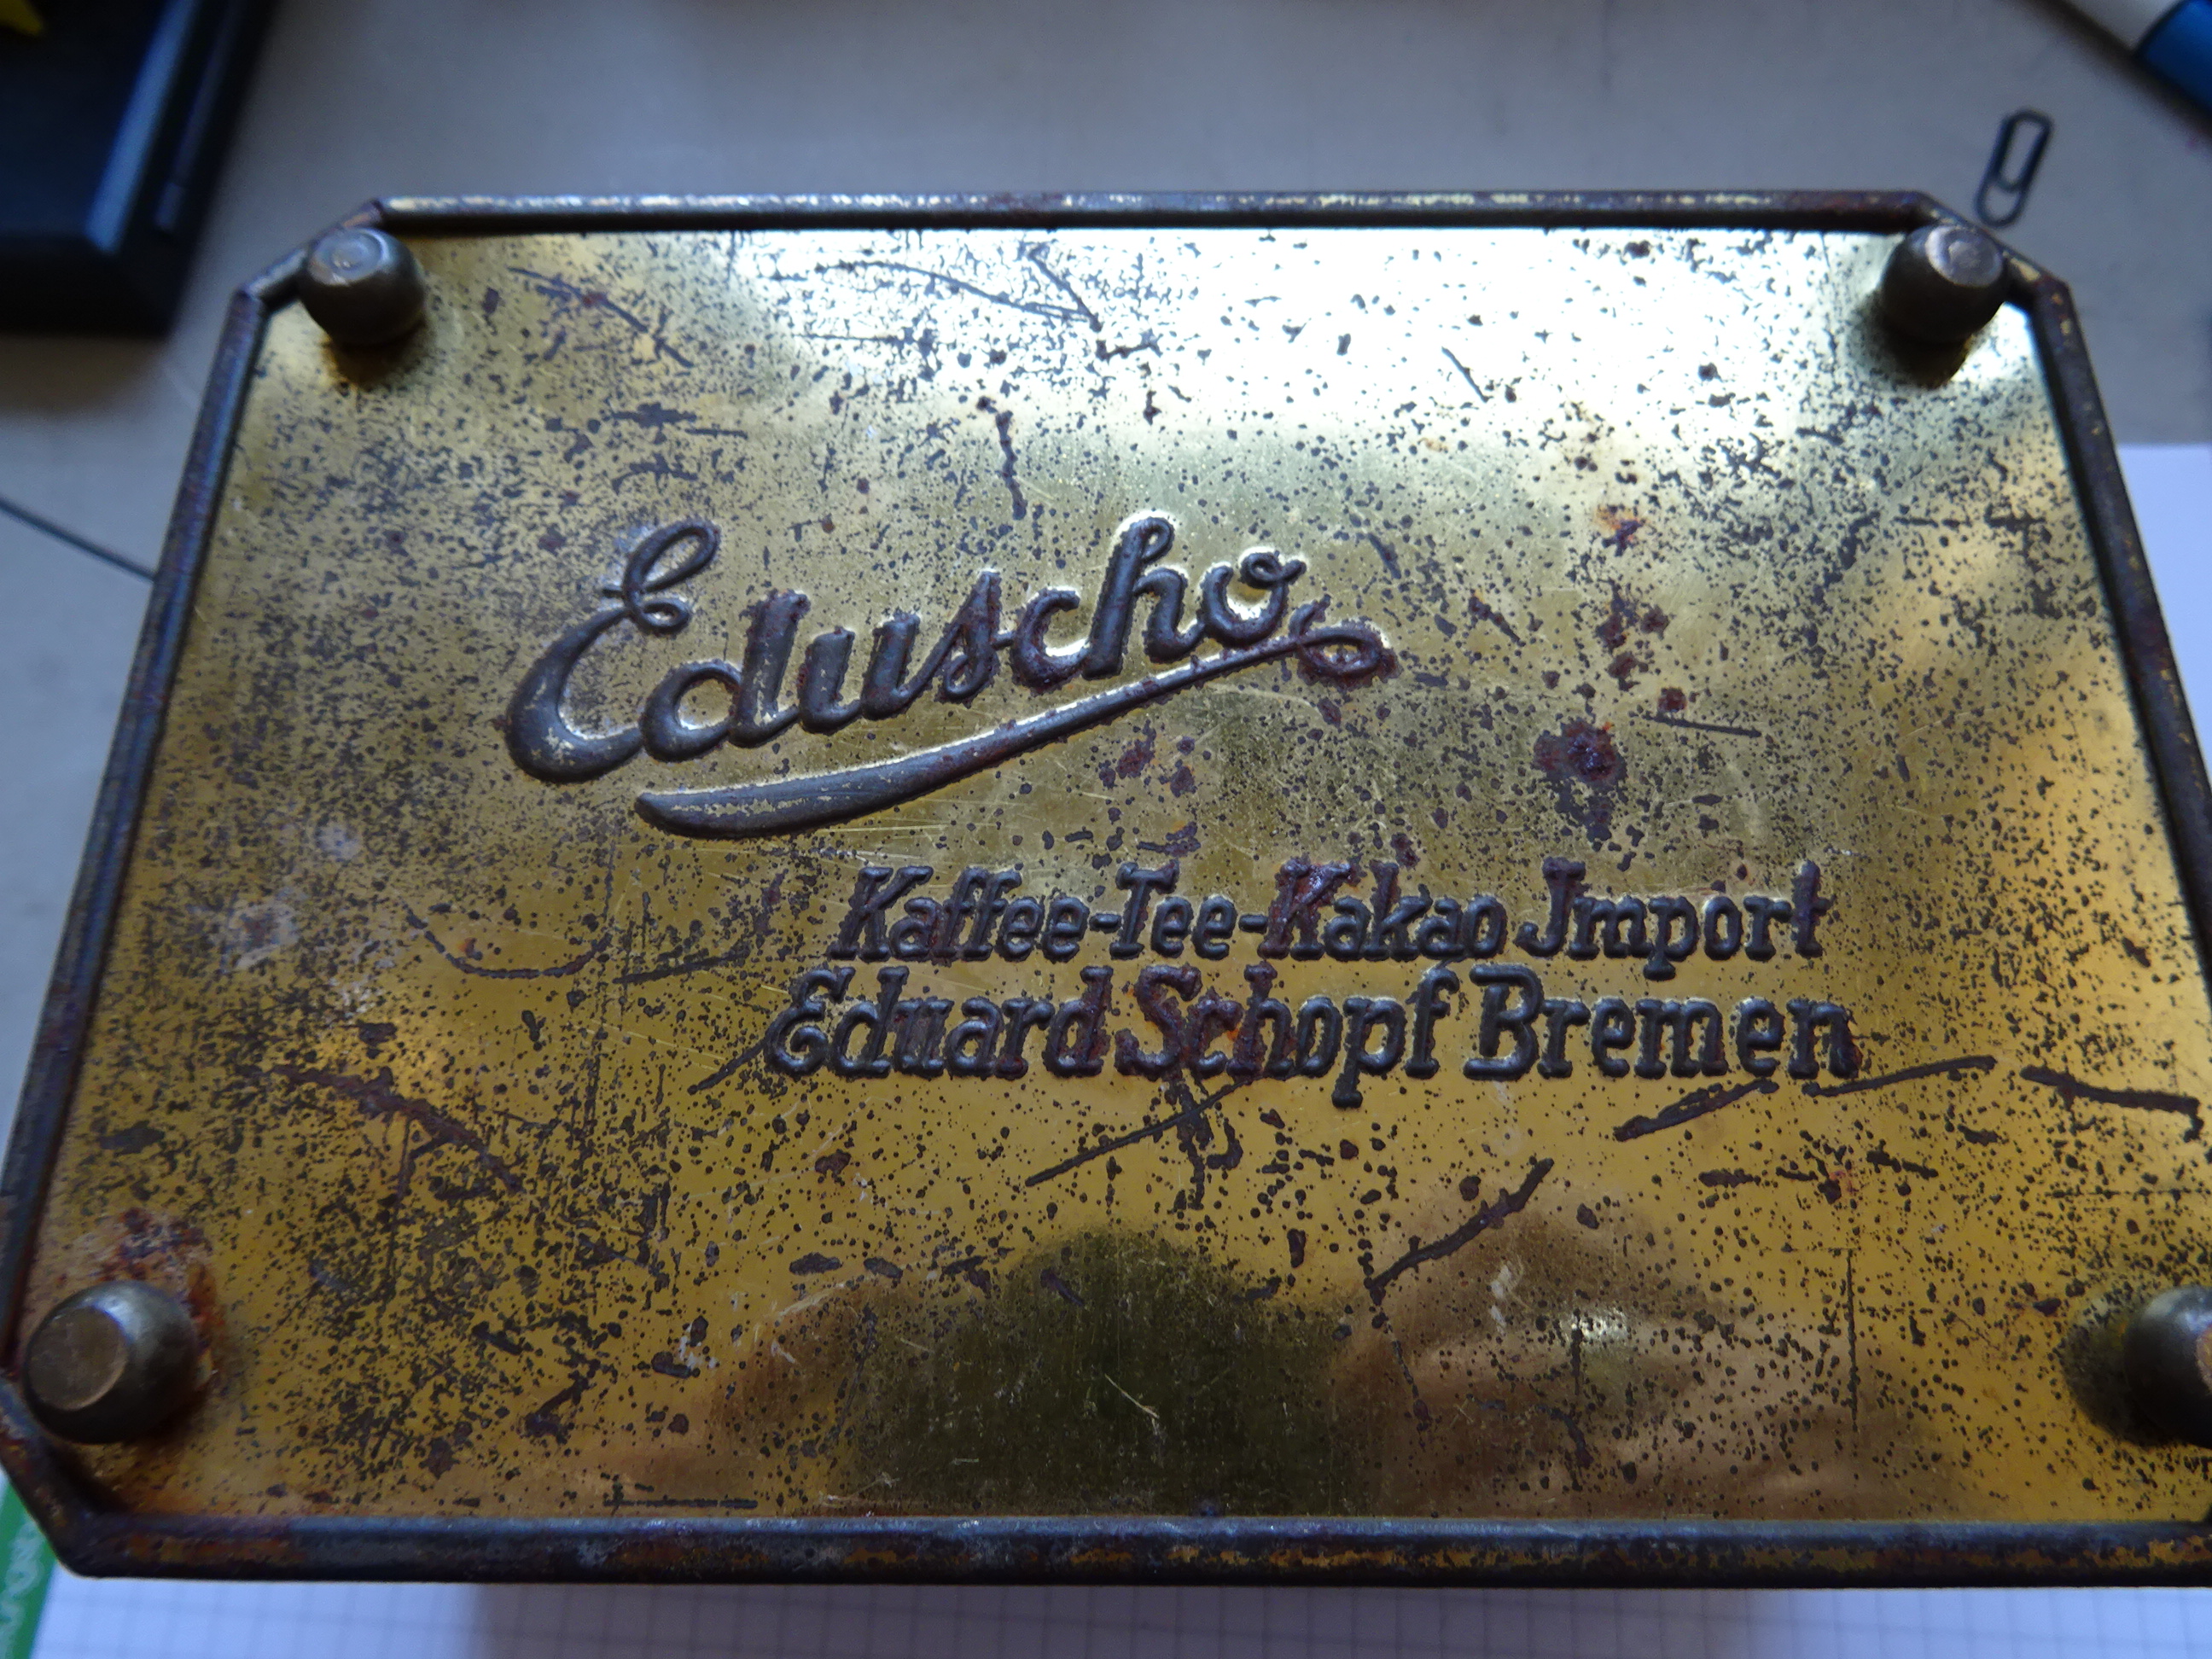 Eduscho
Kaffee-Tee-Kakao Jmport
Eduard Schopf Bremen